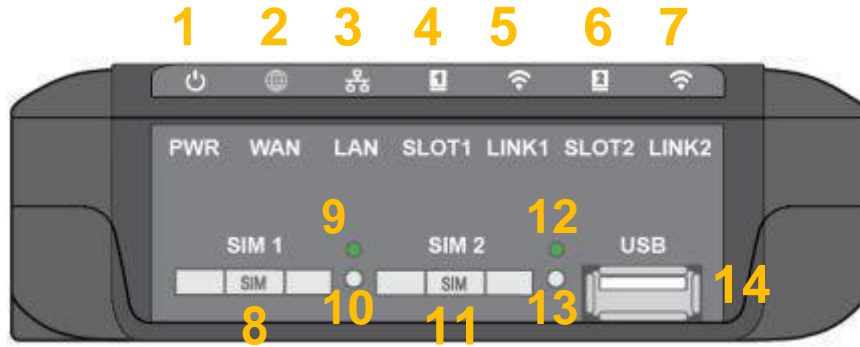 1 2 3 4 5 6 7
PWR WAN LAN SLOT1 LINK1 SLOT2 LINK2
9 12
SIM 1 SIM 2 USB
SIM SIM 14
8 10 11 13